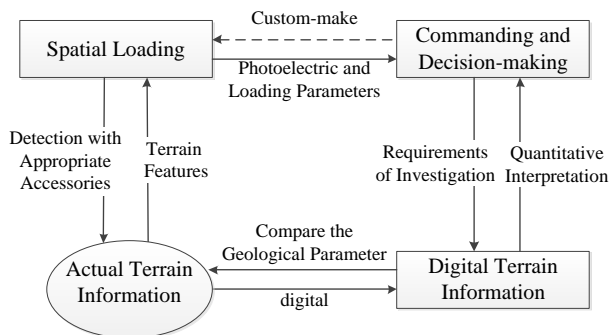 Custom-make
Spatial Loading
Commanding and
Decision-making
Photoelectric and
Loading Parameters
Detection with
Appropriate
Accessories
Terrain
Features
Requirements
of Investigation
Quantitative
Interpretation
Compare the
Geological Parameter
Actual Terrain
Information
Digital Terrain
Information
digital